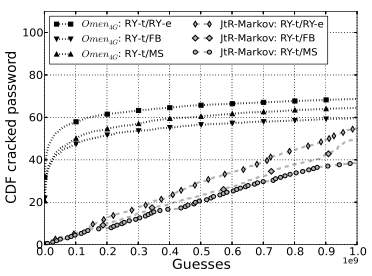 Omen4G: RY-t/RY-e
Omen4G: RY-t/FB
Omen4G: RY-t/MS
JtR-Markov: RY-t/RY-e
JtR-Markov: RY-t/FB
JtR-Markov: RY-t/MS
CDF cracked password
100
80
60
40
20
0
0.0 0.1 0.2 0.3 0.4 0.5 0.6 0.7 0.8 0.9 1.0
1e9
Guesses